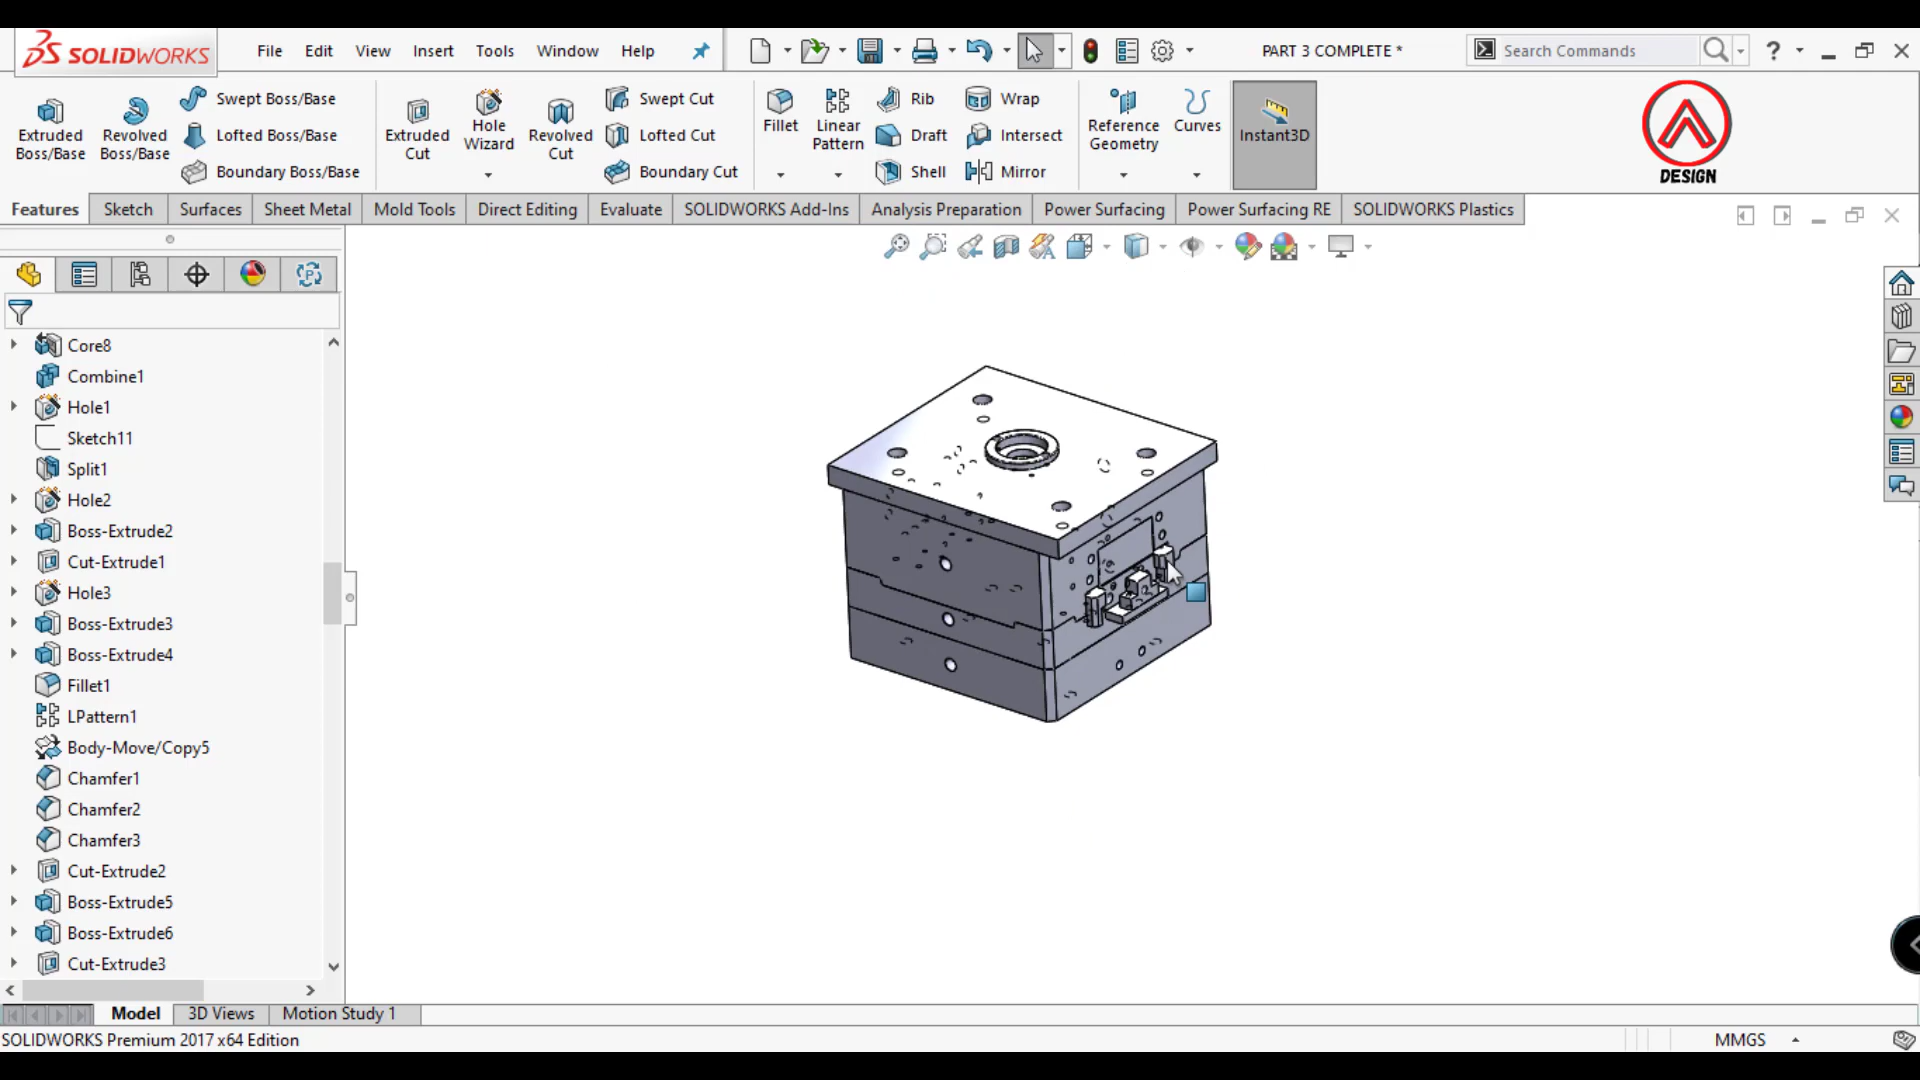 SOLIDWORKS
File Edit View Insert Tools Window Help
PART 3 COMPLETE *
Search Commands
Extruded Boss/Base
Revolved Boss/Base
Swept Boss/Base
Lofted Boss/Base
Boundary Boss/Base
Extruded Cut
Hole Wizard
Revolved Cut
Swept Cut
Lofted Cut
Boundary Cut
Fillet
Linear Pattern
Rib
Draft
Shell
Wrap
Intersect
Mirror
Reference Geometry
Curves
Instant3D
DESIGN
Features Sketch Surfaces Sheet Metal Mold Tools Direct Editing Evaluate SOLIDWORKS Add-Ins Analysis Preparation Power Surfacing Power Surfacing RE SOLIDWORKS Plastics
Core8
Combine1
Hole1
Sketch11
Split1
Hole2
Boss-Extrude2
Cut-Extrude1
Hole3
Boss-Extrude3
Boss-Extrude4
Fillet1
LPattern1
Body-Move/Copy5
Chamfer1
Chamfer2
Chamfer3
Cut-Extrude2
Boss-Extrude5
Boss-Extrude6
Cut-Extrude3
Model 3D Views Motion Study 1
SOLIDWORKS Premium 2017 x64 Edition
MMGS